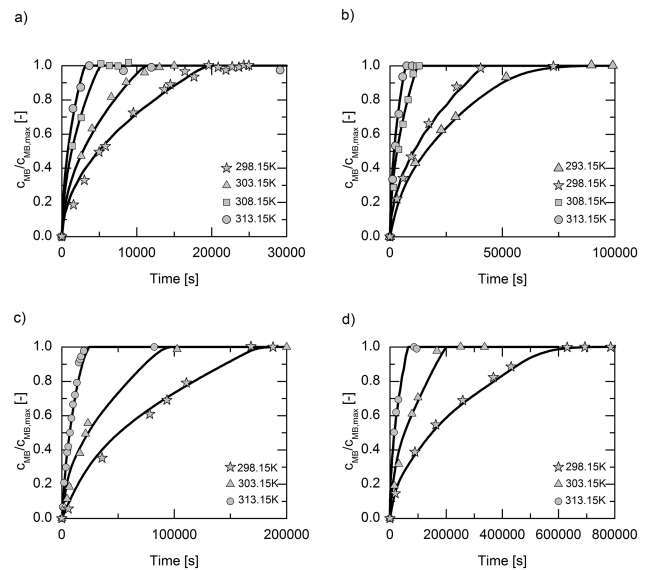 a)
c_MB/c_MB,max [-]
1.0
0.8
0.6
0.4
0.2
0.0
298.15K
303.15K
308.15K
313.15K
0 10000 20000 30000
Time [s]
b)
c_MB/c_MB,max [-]
1.0
0.8
0.6
0.4
0.2
0.0
293.15K
298.15K
308.15K
313.15K
0 50000 100000
Time [s]
c)
c_MB/c_MB,max [-]
1.0
0.8
0.6
0.4
0.2
0.0
298.15K
303.15K
313.15K
0 100000 200000
Time [s]
d)
c_MB/c_MB,max [-]
1.0
0.8
0.6
0.4
0.2
0.0
298.15K
303.15K
313.15K
0 200000 400000 600000 800000
Time [s]